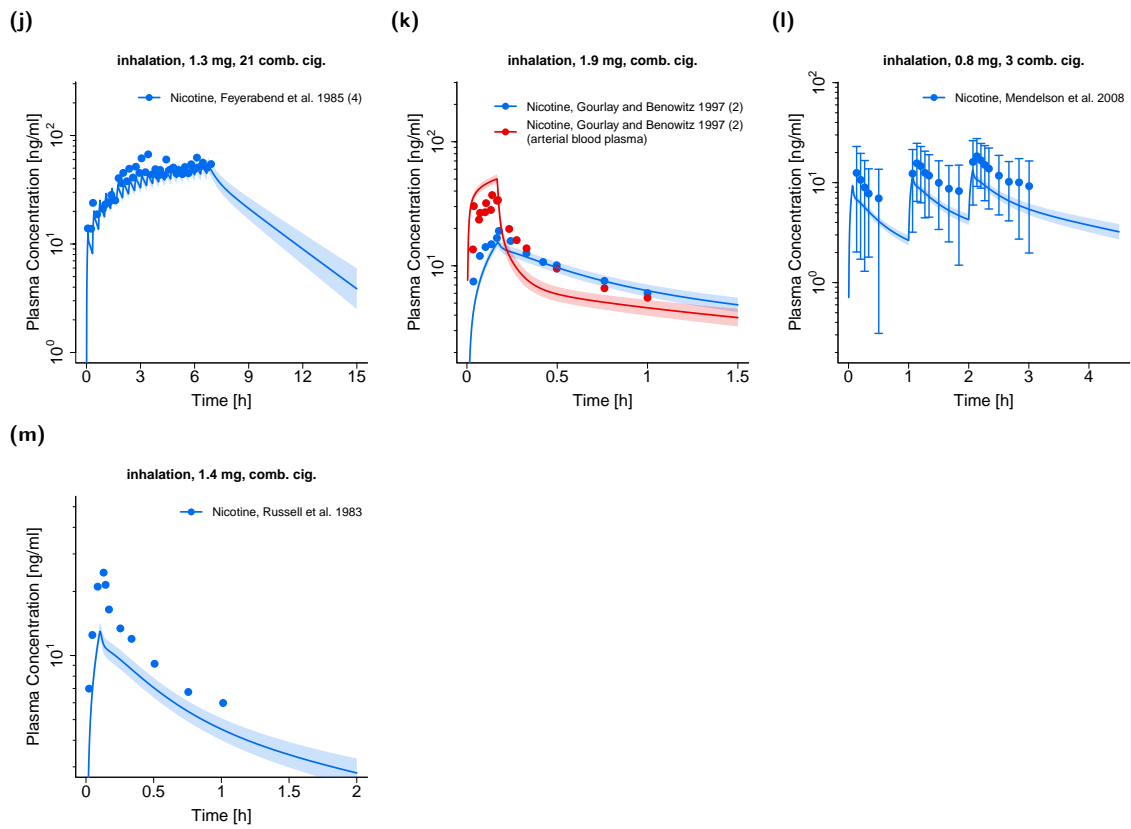 (j)
inhalation, 1.3 mg, 21 comb. cig.
Nicotine, Feyerabend et al. 1985 (4)
Plasma Concentration [ng/ml]
10^2
10^1
10^0
0 3 6 9 12 15
Time [h]
(k)
inhalation, 1.9 mg, comb. cig.
Nicotine, Gourlay and Benowitz 1997 (2)
Nicotine, Gourlay and Benowitz 1997 (2)
(arterial blood plasma)
Plasma Concentration [ng/ml]
10^2
10^1
0 0.5 1 1.5
Time [h]
(l)
inhalation, 0.8 mg, 3 comb. cig.
Nicotine, Mendelson et al. 2008
Plasma Concentration [ng/ml]
10^2
10^1
10^0
0 1 2 3 4
Time [h]
(m)
inhalation, 1.4 mg, comb. cig.
Nicotine, Russell et al. 1983
Plasma Concentration [ng/ml]
10^1
0 0.5 1 1.5 2
Time [h]